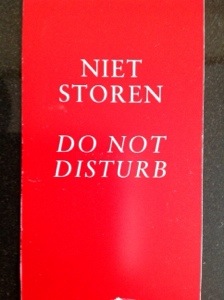 NIET
STOREN
DO NOT
DISTURB